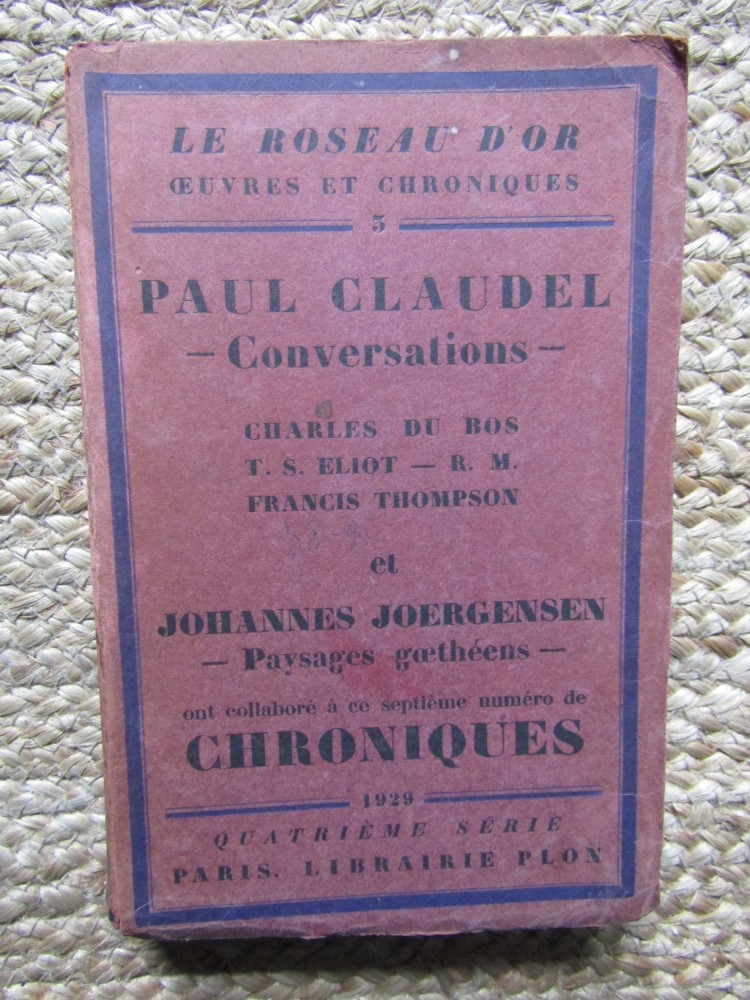 LE ROSEAU D'OR
ŒUVRES ET CHRONIQUES
5
PAUL CLAUDEL
— Conversations —
CHARLES DU BOS
T. S. ELIOT — R. M.
FRANCIS THOMPSON
et
JOHANNES JOERGENSEN
— Paysages gœthéens —
ont collaboré à ce septième numéro de
CHRONIQUES
1929
QUATRIÈME SÉRIE
PARIS. LIBRAIRIE PLON